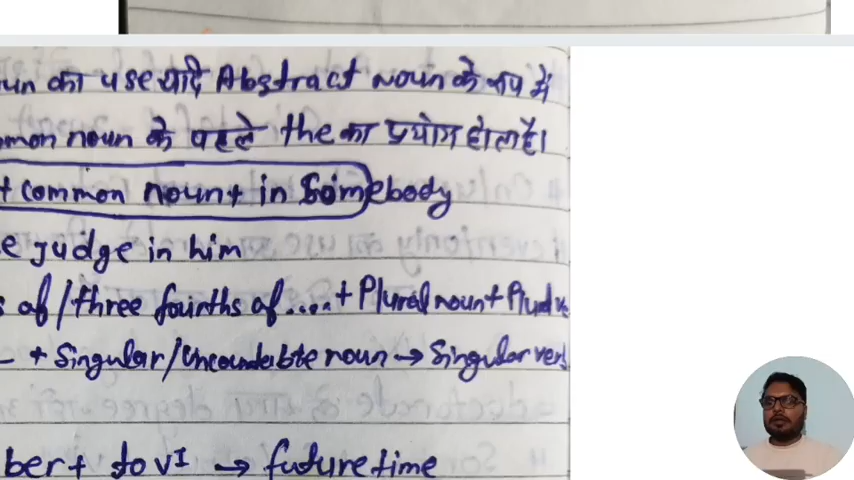 un का use यदि Abstract noun के रूप में
mmon noun के पहले the का प्रयोग होता है।
+ common noun + in Somebody
e judge in him
s of/three fourths of.... + Plural noun + Plural v
- + Singular/Uncountable noun → Singular ver
ber + to v1 → future time